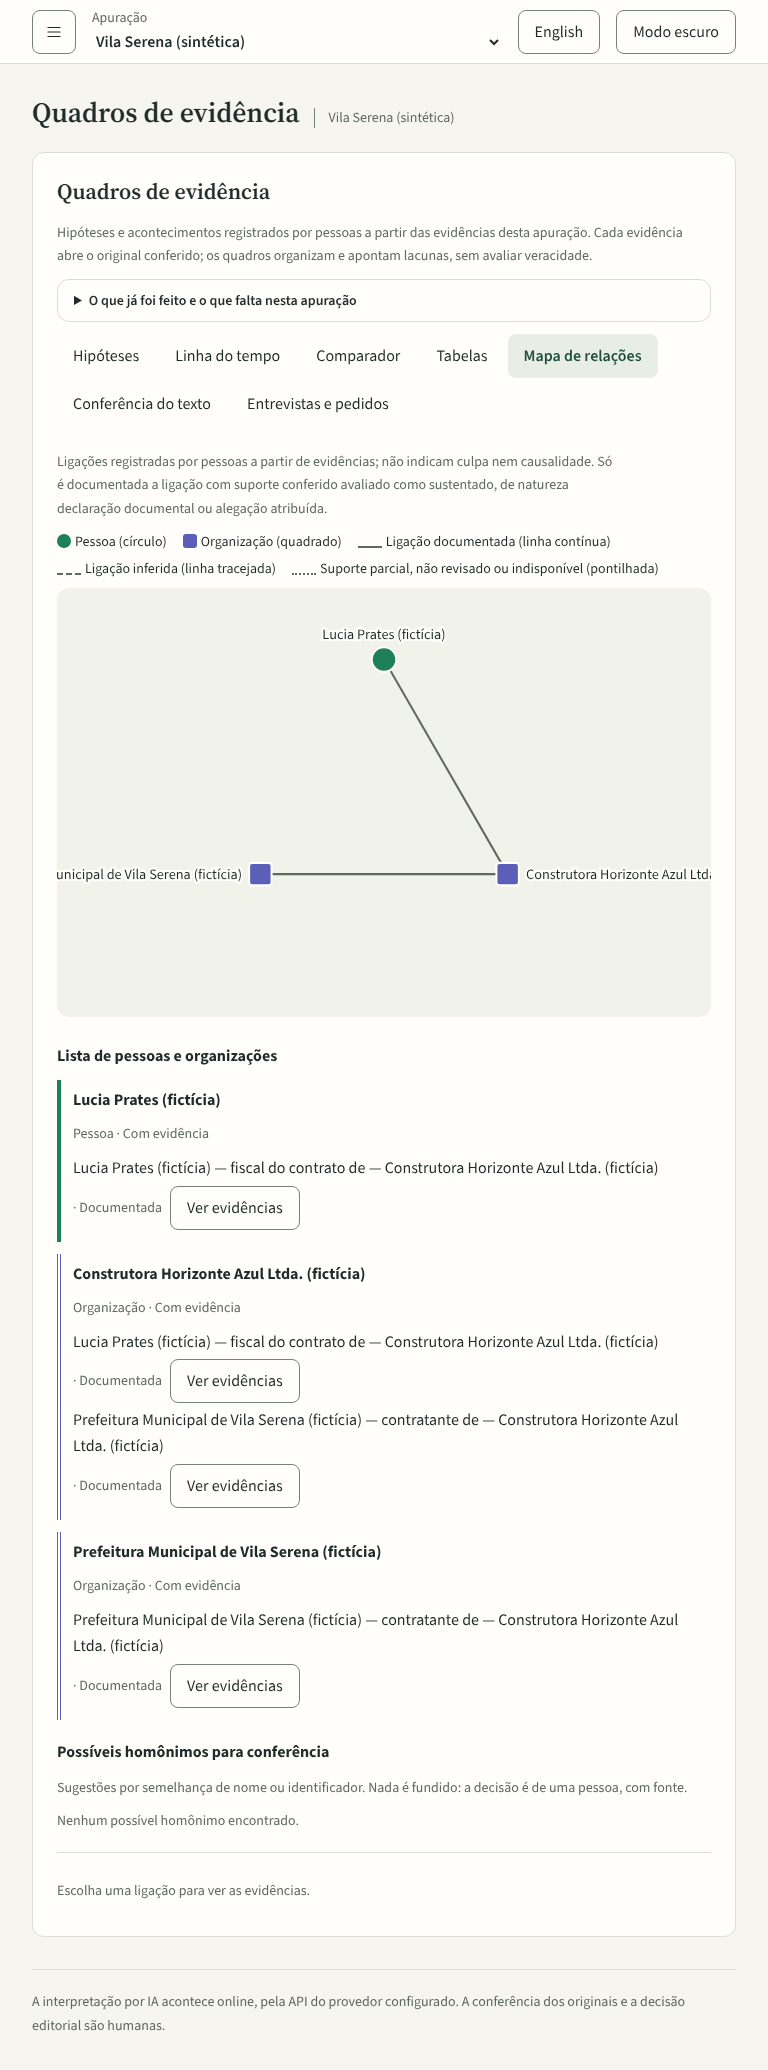 Apuração
Vila Serena (sintética)
English
Modo escuro
Quadros de evidência
Vila Serena (sintética)
Quadros de evidência
Hipóteses e acontecimentos registrados por pessoas a partir das evidências desta apuração. Cada evidência
abre o original conferido; os quadros organizam e apontam lacunas, sem avaliar veracidade.
O que já foi feito e o que falta nesta apuração
Hipóteses
Linha do tempo
Comparador
Tabelas
Mapa de relações
Conferência do texto
Entrevistas e pedidos
Ligações registradas por pessoas a partir de evidências; não indicam culpa nem causalidade. Só
é documentada a ligação com suporte conferido avaliado como sustentado, de natureza
declaração documental ou alegação atribuída.
Pessoa (círculo)
Organização (quadrado)
Ligação documentada (linha contínua)
Ligação inferida (linha tracejada)
Suporte parcial, não revisado ou indisponível (pontilhada)
Lucia Prates (fictícia)
unicipal de Vila Serena (fictícia)
Construtora Horizonte Azul Ltda
Lista de pessoas e organizações
Lucia Prates (fictícia)
Pessoa · Com evidência
Lucia Prates (fictícia) — fiscal do contrato de — Construtora Horizonte Azul Ltda. (fictícia)
· Documentada
Ver evidências
Construtora Horizonte Azul Ltda. (fictícia)
Organização · Com evidência
Lucia Prates (fictícia) — fiscal do contrato de — Construtora Horizonte Azul Ltda. (fictícia)
· Documentada
Ver evidências
Prefeitura Municipal de Vila Serena (fictícia) — contratante de — Construtora Horizonte Azul
Ltda. (fictícia)
· Documentada
Ver evidências
Prefeitura Municipal de Vila Serena (fictícia)
Organização · Com evidência
Prefeitura Municipal de Vila Serena (fictícia) — contratante de — Construtora Horizonte Azul
Ltda. (fictícia)
· Documentada
Ver evidências
Possíveis homônimos para conferência
Sugestões por semelhança de nome ou identificador. Nada é fundido: a decisão é de uma pessoa, com fonte.
Nenhum possível homônimo encontrado.
Escolha uma ligação para ver as evidências.
A interpretação por IA acontece online, pela API do provedor configurado. A conferência dos originais e a decisão
editorial são humanas.